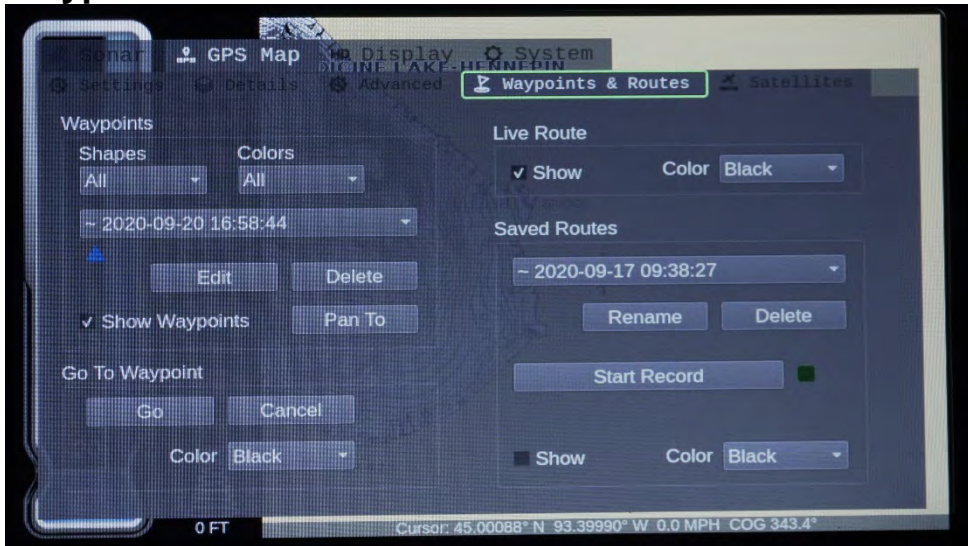 Sonar GPS Map Display System
LAKE-HENNEPIN
Settings Details Advanced Waypoints & Routes Satellites
Waypoints
Shapes Colors
All All
~ 2020-09-20 16:58:44
Edit Delete
Show Waypoints Pan To
Go To Waypoint
Go Cancel
Color Black
Live Route
Show Color Black
Saved Routes
~ 2020-09-17 09:38:27
Rename Delete
Start Record
Show Color Black
0 FT Cursor: 45.00088° N 93.39990° W 0.0 MPH COG 343.4°